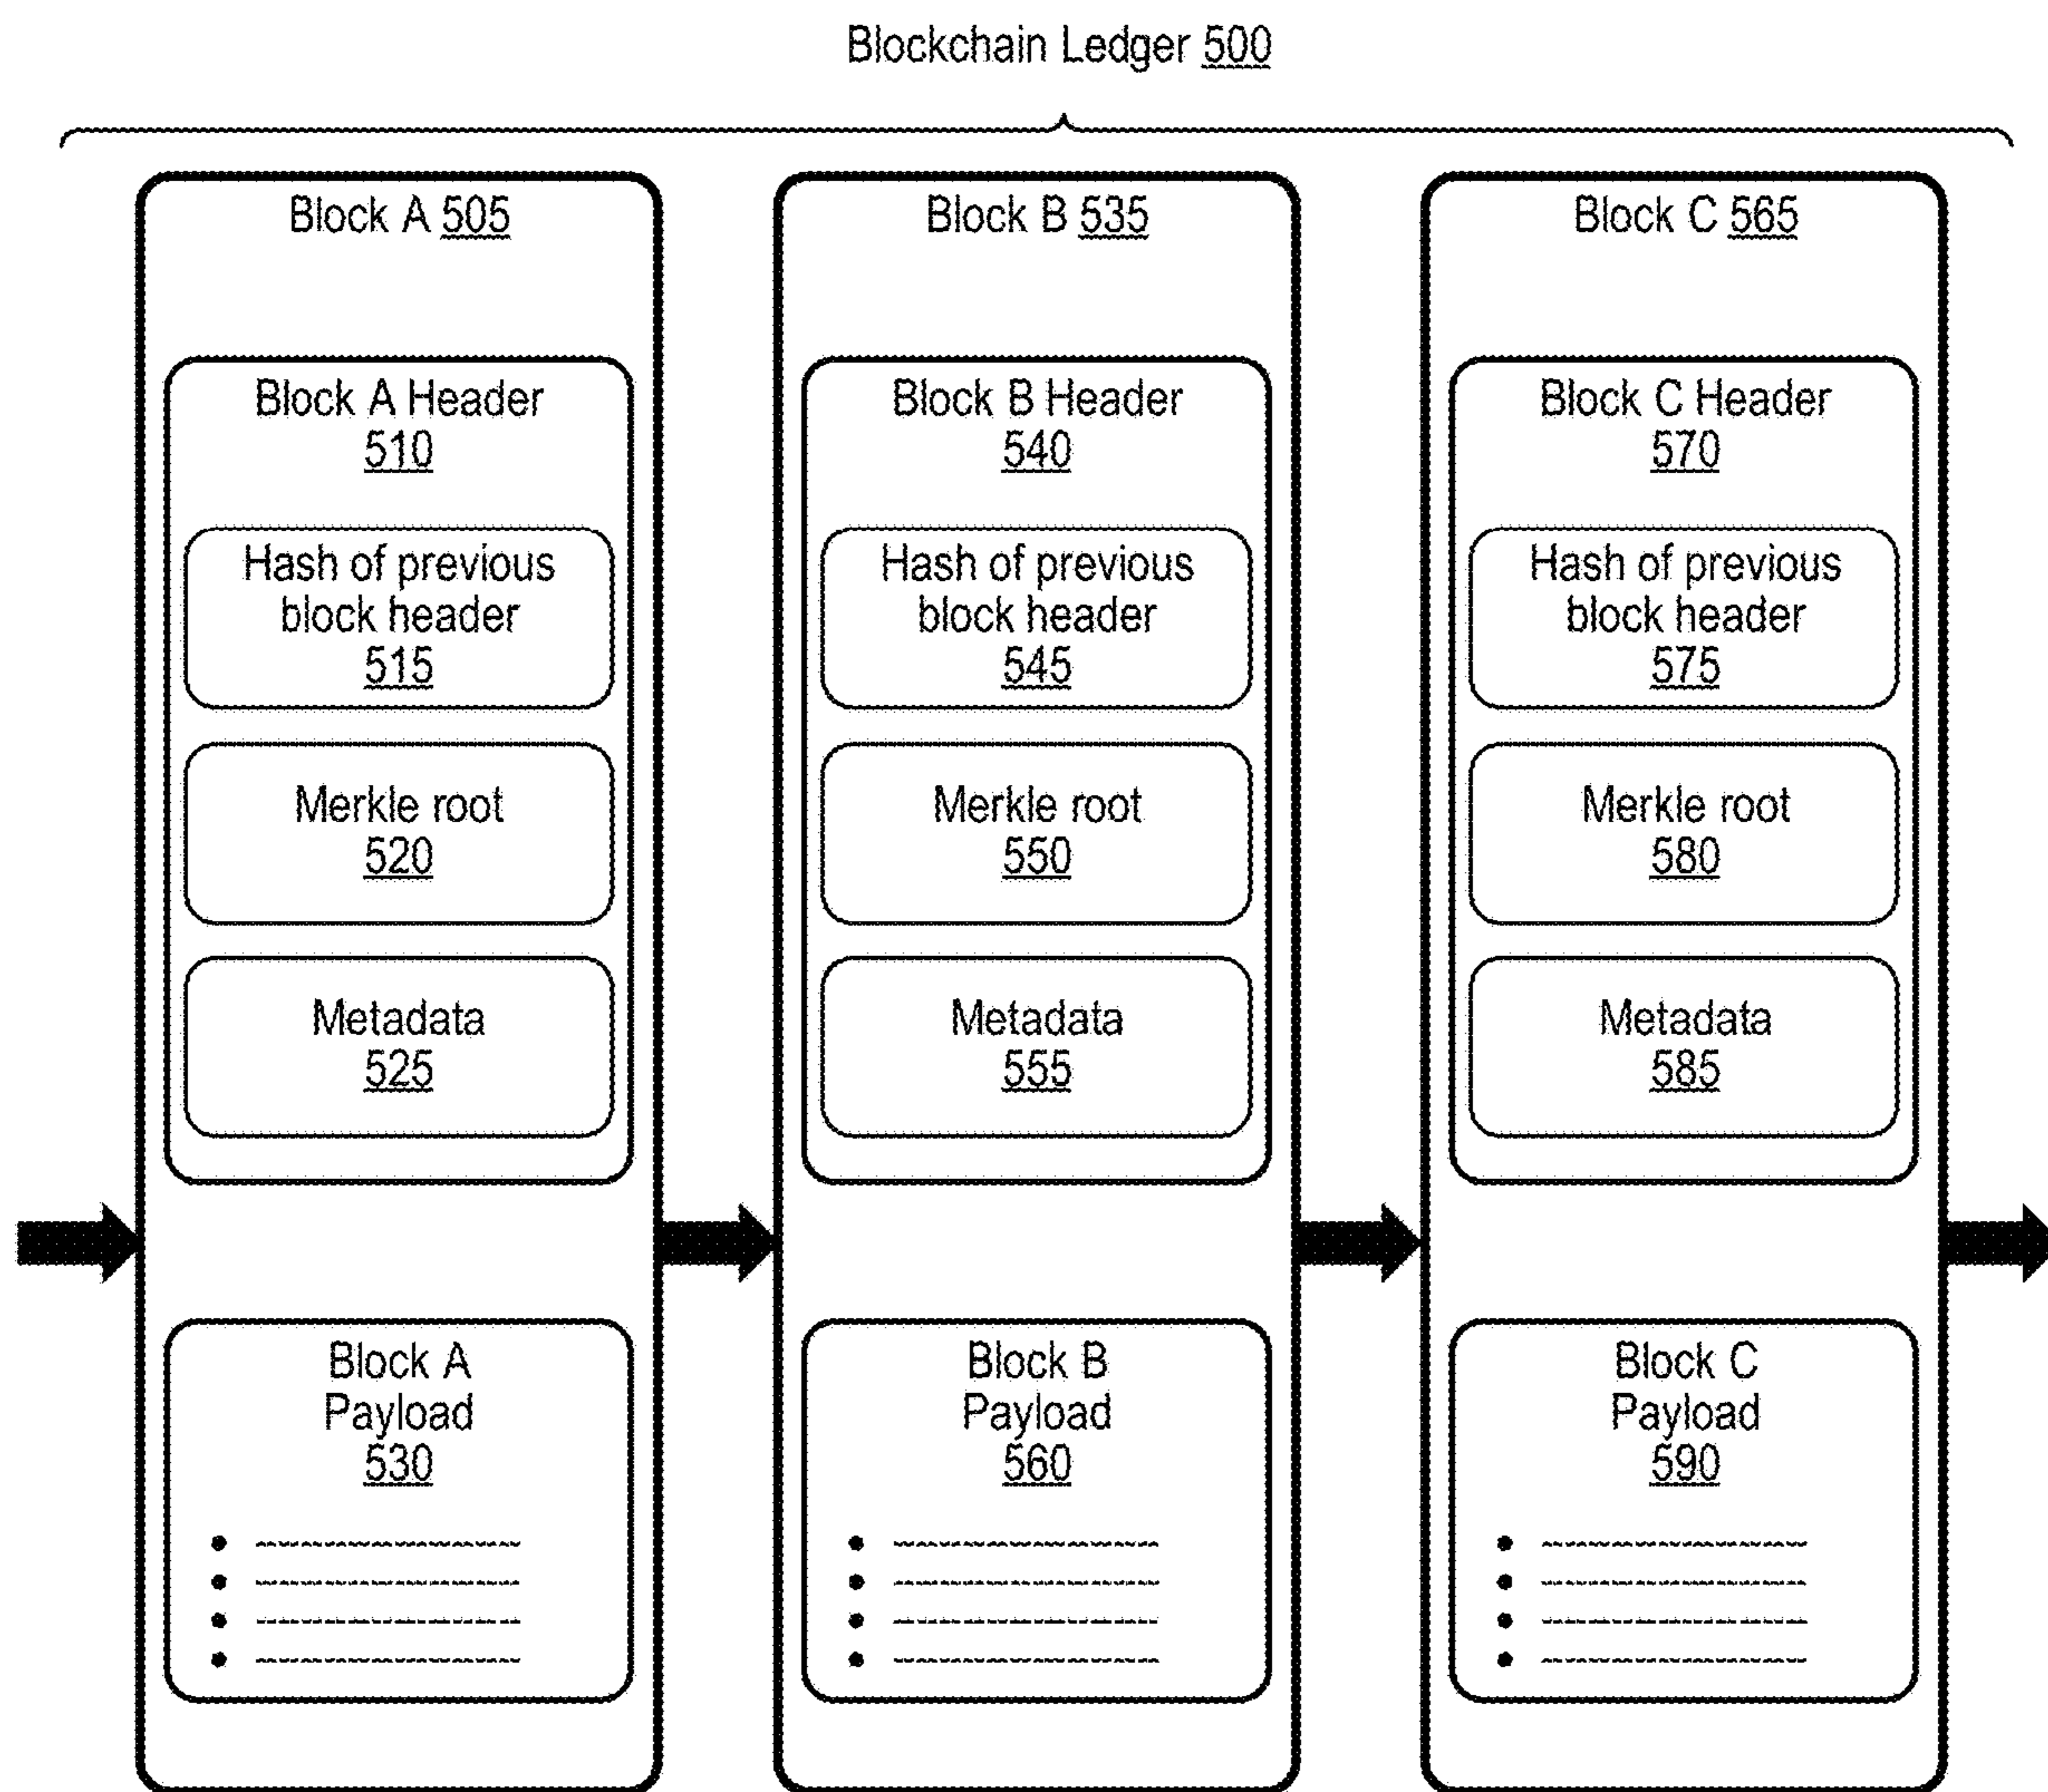 Blockchain Ledger 500
Block A 505
Block A Header
510
Hash of previous
block header
515
Merkle root
520
Metadata
525
Block A
Payload
530
Block B 535
Block B Header
540
Hash of previous
block header
545
Merkle root
550
Metadata
555
Block B
Payload
560
Block C 565
Block C Header
570
Hash of previous
block header
575
Merkle root
580
Metadata
585
Block C
Payload
590